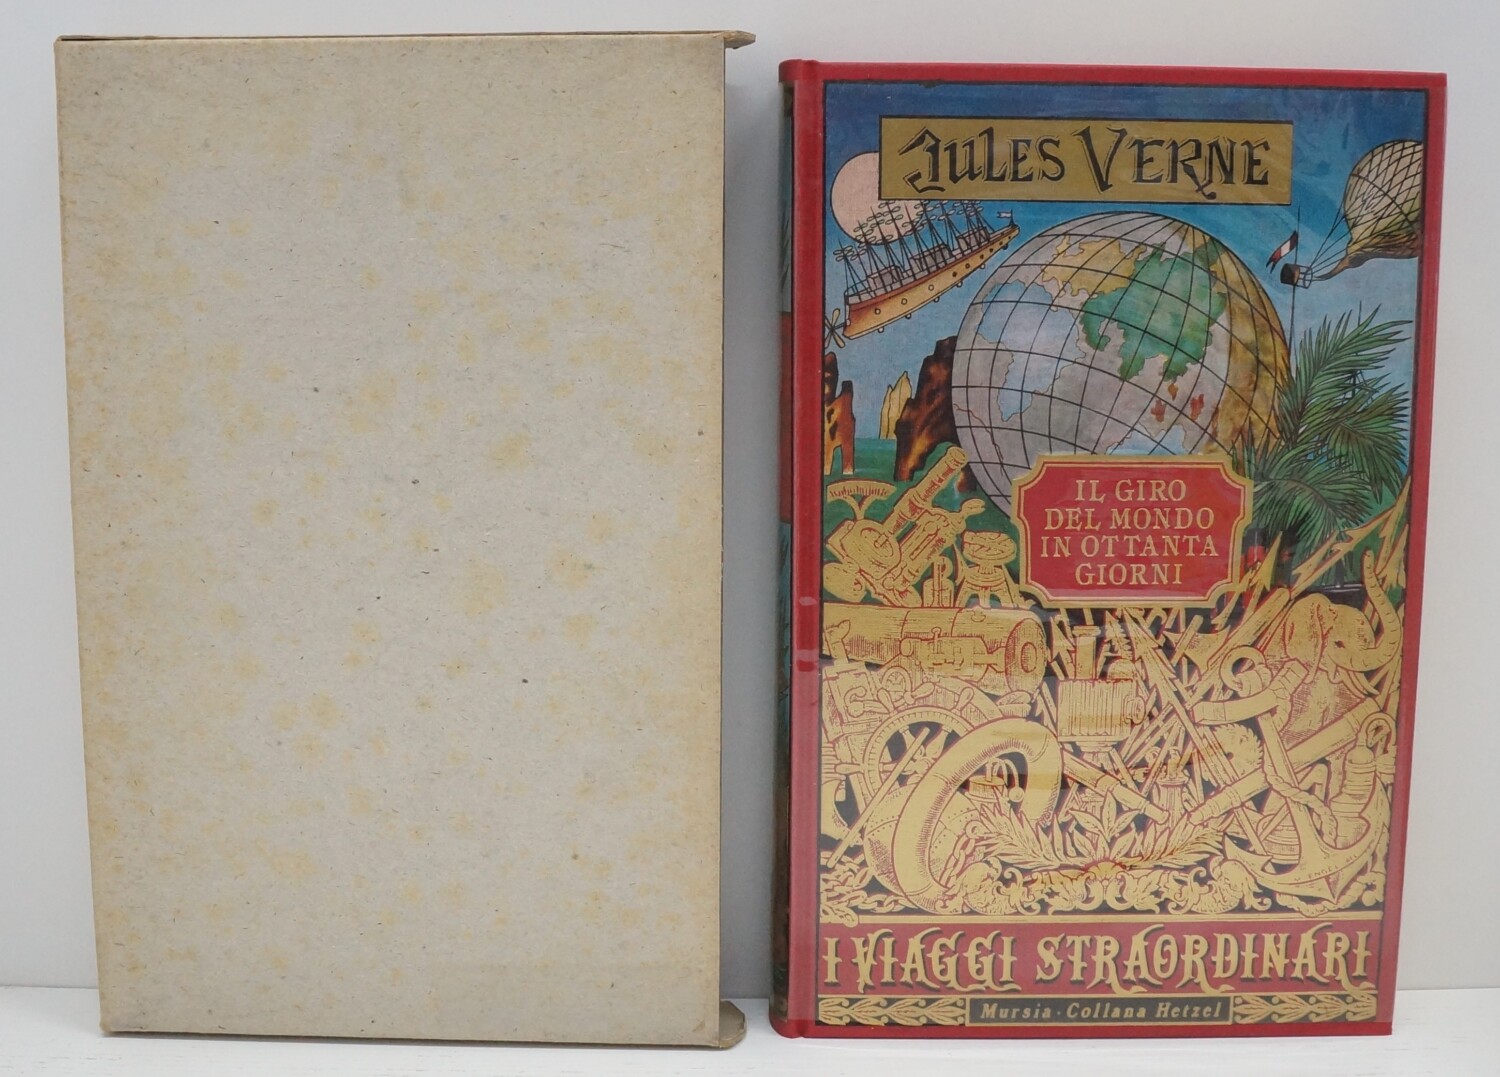 JULES VERNE
IL GIRO
DEL MONDO
IN OTTANTA
GIORNI
I VIAGGI STRAORDINARI
Mursia · Collana Hetzel